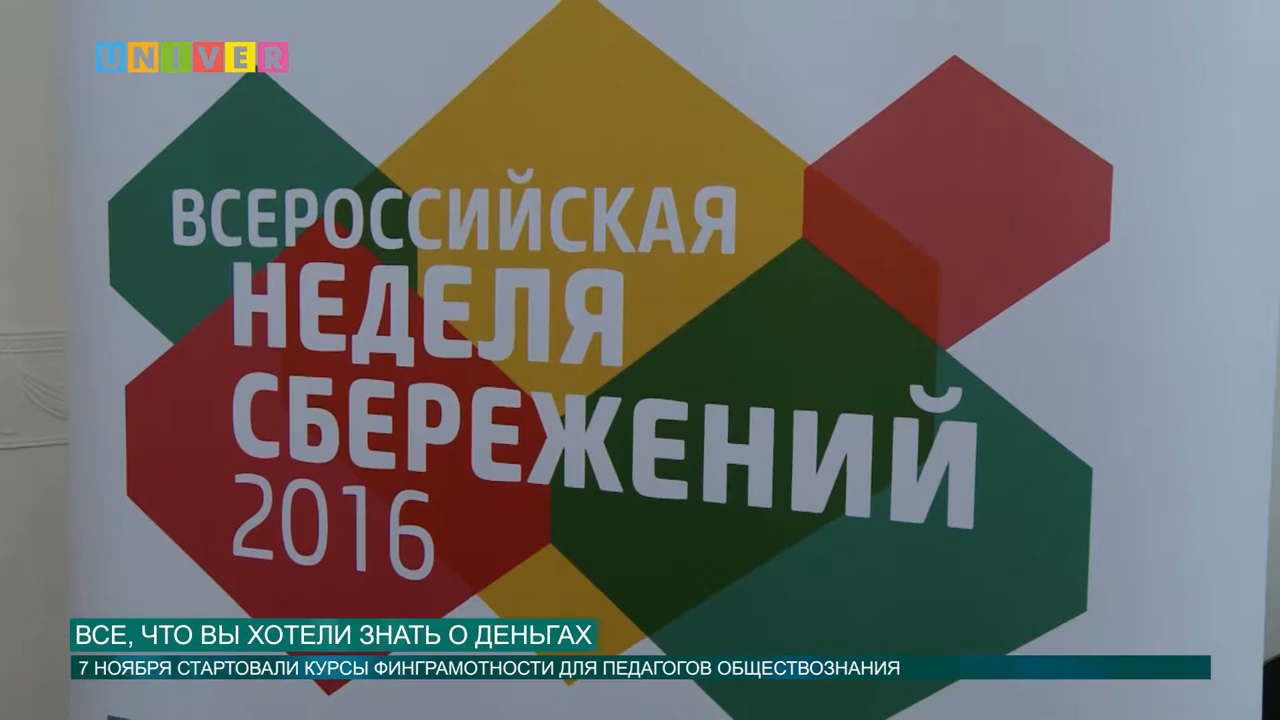 UNIVER
ВСЕРОССИЙСКАЯ
НЕДЕЛЯ
СБЕРЕЖЕНИЙ
2016
ВСЕ, ЧТО ВЫ ХОТЕЛИ ЗНАТЬ О ДЕНЬГАХ
7 НОЯБРЯ СТАРТОВАЛИ КУРСЫ ФИНГРАМОТНОСТИ ДЛЯ ПЕДАГОГОВ ОБЩЕСТВОЗНАНИЯ